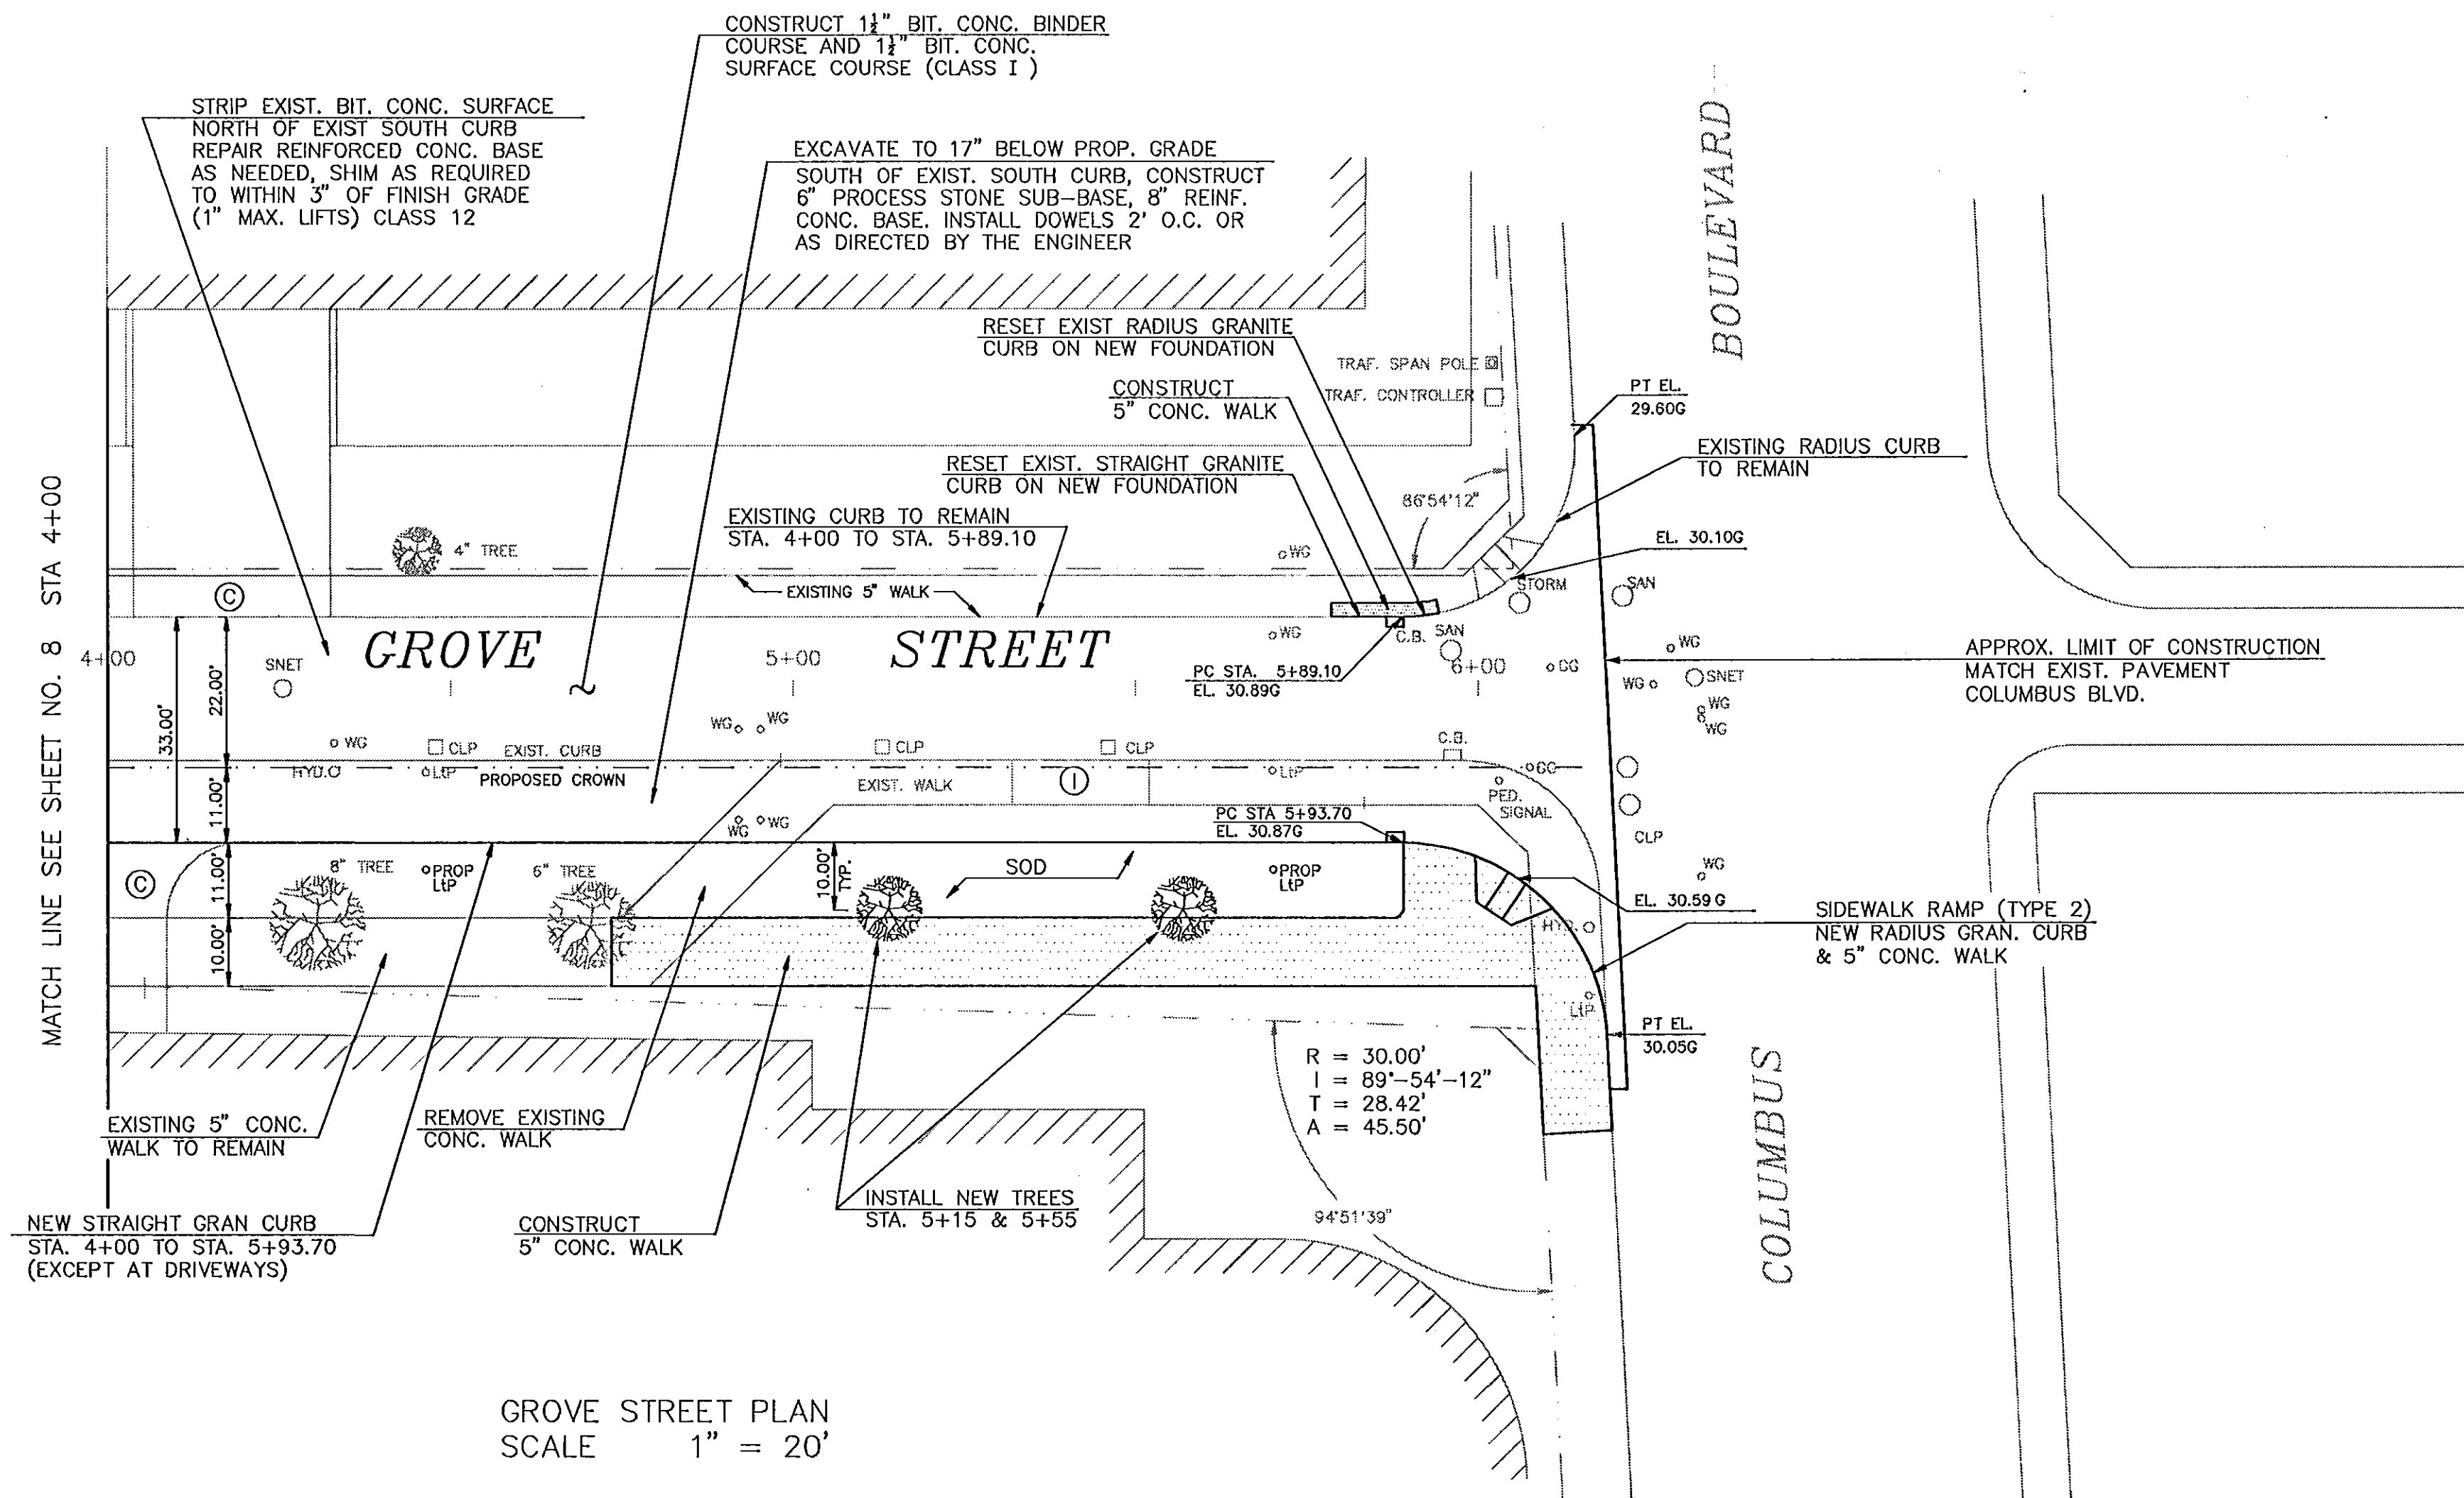 CONSTRUCT 1½" BIT. CONC. BINDER
COURSE AND 1½" BIT. CONC.
SURFACE COURSE (CLASS I )
STRIP EXIST. BIT. CONC. SURFACE
NORTH OF EXIST SOUTH CURB
REPAIR REINFORCED CONC. BASE
AS NEEDED, SHIM AS REQUIRED
TO WITHIN 3" OF FINISH GRADE
(1" MAX. LIFTS) CLASS 12
EXCAVATE TO 17" BELOW PROP. GRADE
SOUTH OF EXIST. SOUTH CURB, CONSTRUCT
6" PROCESS STONE SUB-BASE, 8" REINF.
CONC. BASE. INSTALL DOWELS 2' O.C. OR
AS DIRECTED BY THE ENGINEER
BOULEVARD
RESET EXIST RADIUS GRANITE
CURB ON NEW FOUNDATION
TRAF. SPAN POLE
TRAF. CONTROLLER
CONSTRUCT
5" CONC. WALK
PT EL.
29.60G
EXISTING RADIUS CURB
TO REMAIN
RESET EXIST. STRAIGHT GRANITE
CURB ON NEW FOUNDATION
86°54'12"
EXISTING CURB TO REMAIN
STA. 4+00 TO STA. 5+89.10
EL. 30.10G
4" TREE
WG
EXISTING 5" WALK
STORM
SAN
C
GROVE STREET
WG
C.B.
SAN
MATCH LINE SEE SHEET NO. 8 STA 4+00
4+00
5+00
6+00
SNET
PC STA. 5+89.10
EL. 30.89G
GG
WG
WG
SNET
WG
WG
APPROX. LIMIT OF CONSTRUCTION
MATCH EXIST. PAVEMENT
COLUMBUS BLVD.
22.00'
33.00'
WG
WG
WG
CLP
EXIST. CURB
CLP
CLP
C.B.
HYD.
LtP
PROPOSED CROWN
EXIST. WALK
I
LtP
GG
PED.
SIGNAL
11.00'
WG
WG
PC STA 5+93.70
EL. 30.87G
CLP
WG
C
8" TREE
PROP
LtP
6" TREE
10.00'
TYP.
SOD
PROP
LtP
11.00'
EL. 30.59 G
HYD.
SIDEWALK RAMP (TYPE 2)
NEW RADIUS GRAN. CURB
& 5" CONC. WALK
10.00'
LtP
PT EL.
30.05G
R = 30.00'
I = 89°-54'-12"
T = 28.42'
A = 45.50'
COLUMBUS
EXISTING 5" CONC.
WALK TO REMAIN
REMOVE EXISTING
CONC. WALK
INSTALL NEW TREES
STA. 5+15 & 5+55
NEW STRAIGHT GRAN CURB
STA. 4+00 TO STA. 5+93.70
(EXCEPT AT DRIVEWAYS)
CONSTRUCT
5" CONC. WALK
94°51'39"
GROVE STREET PLAN
SCALE 1" = 20'